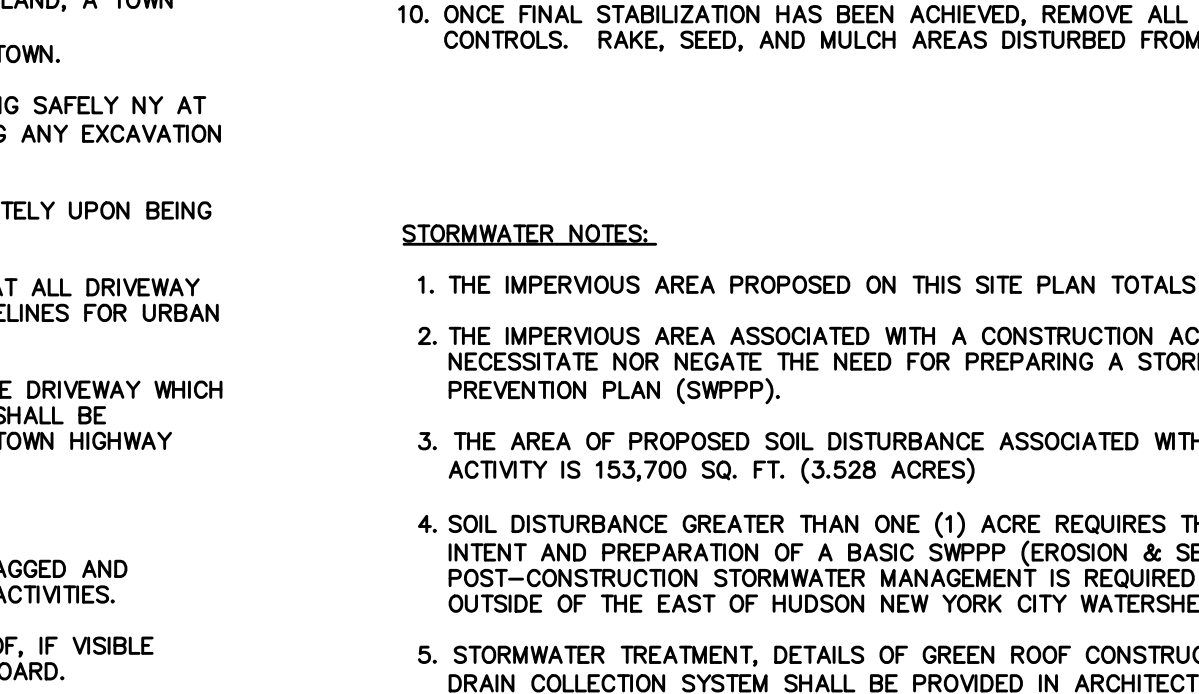 LAND, A TOWN
TOWN.
NG SAFELY NY AT
G ANY EXCAVATION
TELY UPON BEING
AT ALL DRIVEWAY
ELINES FOR URBAN
E DRIVEWAY WHICH
SHALL BE
TOWN HIGHWAY
AGGED AND
ACTIVITIES.
OF, IF VISIBLE
OARD.
10. ONCE FINAL STABILIZATION HAS BEEN ACHIEVED, REMOVE ALL
CONTROLS. RAKE, SEED, AND MULCH AREAS DISTURBED FROM
STORMWATER NOTES:
1. THE IMPERVIOUS AREA PROPOSED ON THIS SITE PLAN TOTALS
2. THE IMPERVIOUS AREA ASSOCIATED WITH A CONSTRUCTION AC
NECESSITATE NOR NEGATE THE NEED FOR PREPARING A STOR
PREVENTION PLAN (SWPPP).
3. THE AREA OF PROPOSED SOIL DISTURBANCE ASSOCIATED WITH
ACTIVITY IS 153,700 SQ. FT. (3.528 ACRES)
4. SOIL DISTURBANCE GREATER THAN ONE (1) ACRE REQUIRES TH
INTENT AND PREPARATION OF A BASIC SWPPP (EROSION & SE
POST-CONSTRUCTION STORMWATER MANAGEMENT IS REQUIRED
OUTSIDE OF THE EAST OF HUDSON NEW YORK CITY WATERSHE
5. STORMWATER TREATMENT, DETAILS OF GREEN ROOF CONSTRUC
DRAIN COLLECTION SYSTEM SHALL BE PROVIDED IN ARCHITECT